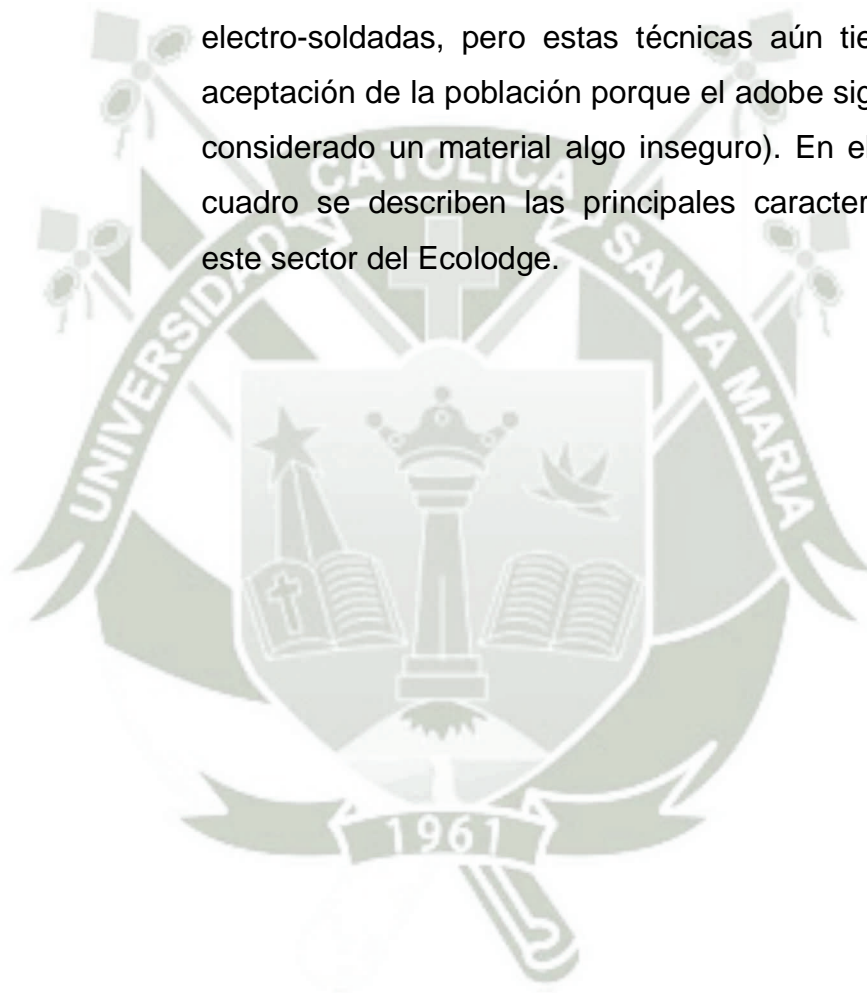 electro-soldadas, pero estas técnicas aún tie
aceptación de la población porque el adobe sig
considerado un material algo inseguro). En el
cuadro se describen las principales caracter
este sector del Ecolodge.
UNIVERSIDAD CATOLICA SANTA MARIA
1961